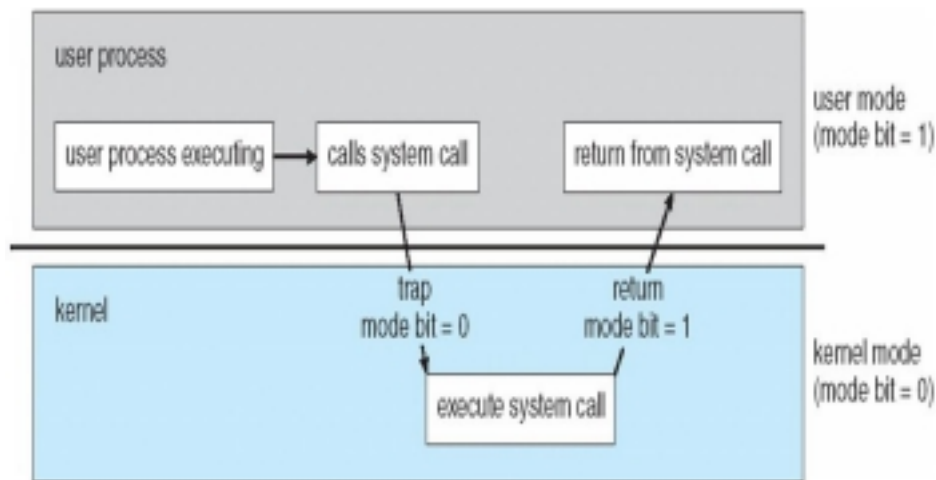 user process
user process executing
calls system call
return from system call
user mode
(mode bit = 1)
kernel
trap
mode bit = 0
return
mode bit = 1
execute system call
kernel mode
(mode bit = 0)